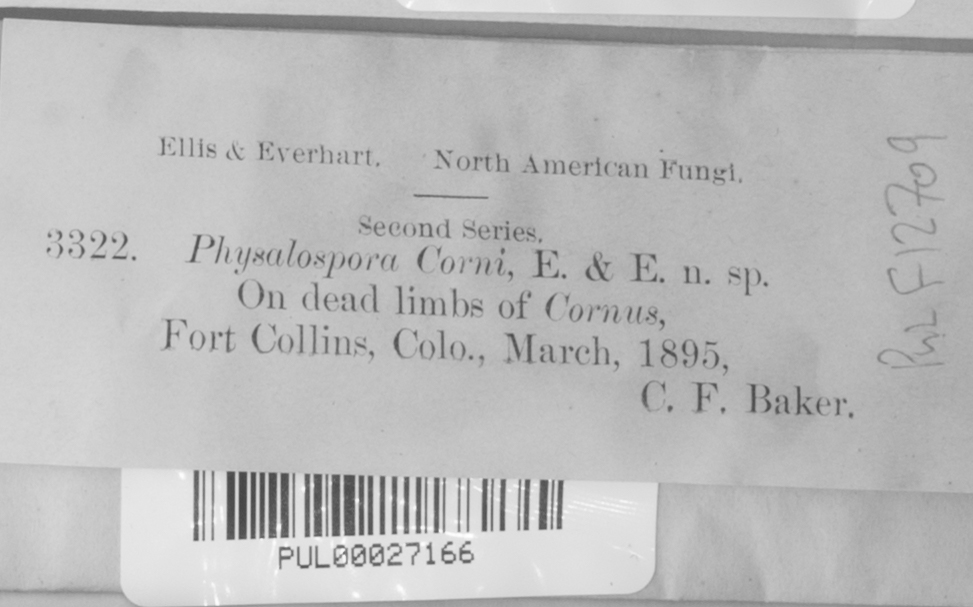 Ellis & Everhart. North American Fungi.
Second Series.
3322. Physalospora Corni, E. & E. n. sp.
On dead limbs of Cornus,
Fort Collins, Colo., March, 1895,
C. F. Baker.
PUL F12709
PUL00027166